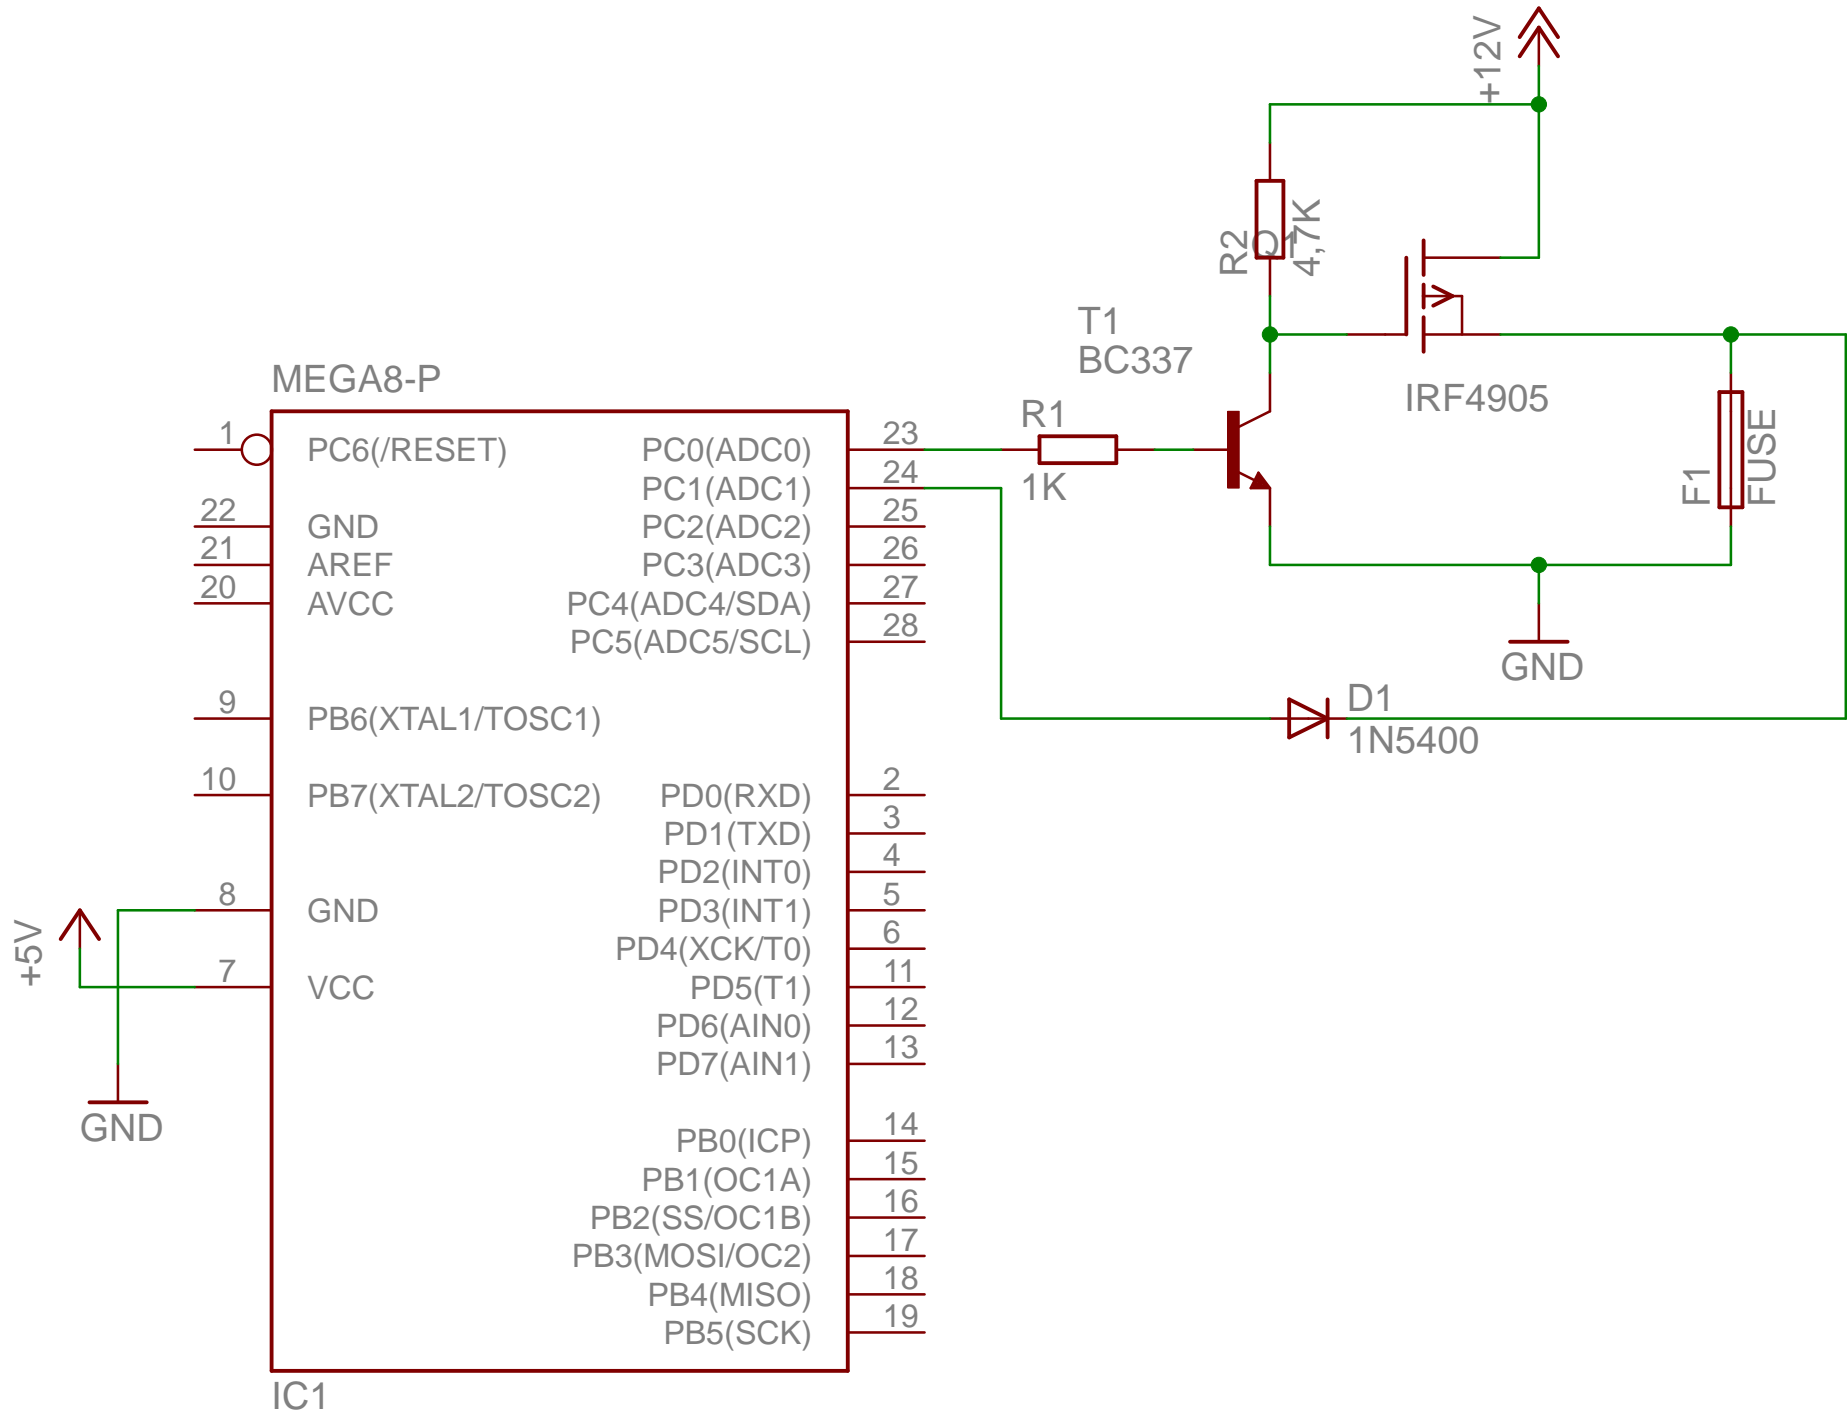 +12V
R2
Q1
4,7K
T1
BC337
IRF4905
R1
1K
F1
FUSE
GND
D1
1N5400
MEGA8-P
1 PC6(/RESET)
22 GND
21 AREF
20 AVCC
9 PB6(XTAL1/TOSC1)
10 PB7(XTAL2/TOSC2)
8 GND
7 VCC
+5V
GND
PC0(ADC0) 23
PC1(ADC1) 24
PC2(ADC2) 25
PC3(ADC3) 26
PC4(ADC4/SDA) 27
PC5(ADC5/SCL) 28
PD0(RXD) 2
PD1(TXD) 3
PD2(INT0) 4
PD3(INT1) 5
PD4(XCK/T0) 6
PD5(T1) 11
PD6(AIN0) 12
PD7(AIN1) 13
PB0(ICP) 14
PB1(OC1A) 15
PB2(SS/OC1B) 16
PB3(MOSI/OC2) 17
PB4(MISO) 18
PB5(SCK) 19
IC1